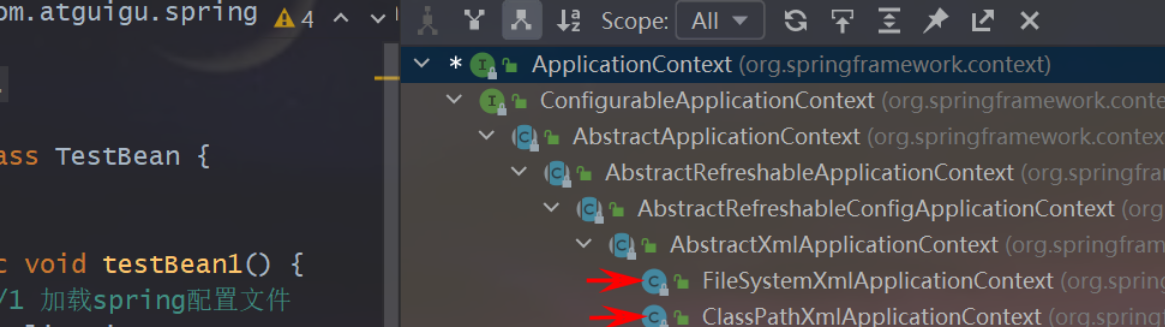 om.atguigu.spring 4
ass TestBean {
c void testBean1() {
/1 加载spring配置文件
Scope: All
* ApplicationContext (org.springframework.context)
ConfigurableApplicationContext (org.springframework.conte
AbstractApplicationContext (org.springframework
AbstractRefreshableApplicationContext (org.springfra
AbstractRefreshableConfigApplicationContext (org
AbstractXmlApplicationContext (org.springfram
FileSystemXmlApplicationContext (org.spring
ClassPathXmlApplicationContext (org.spring